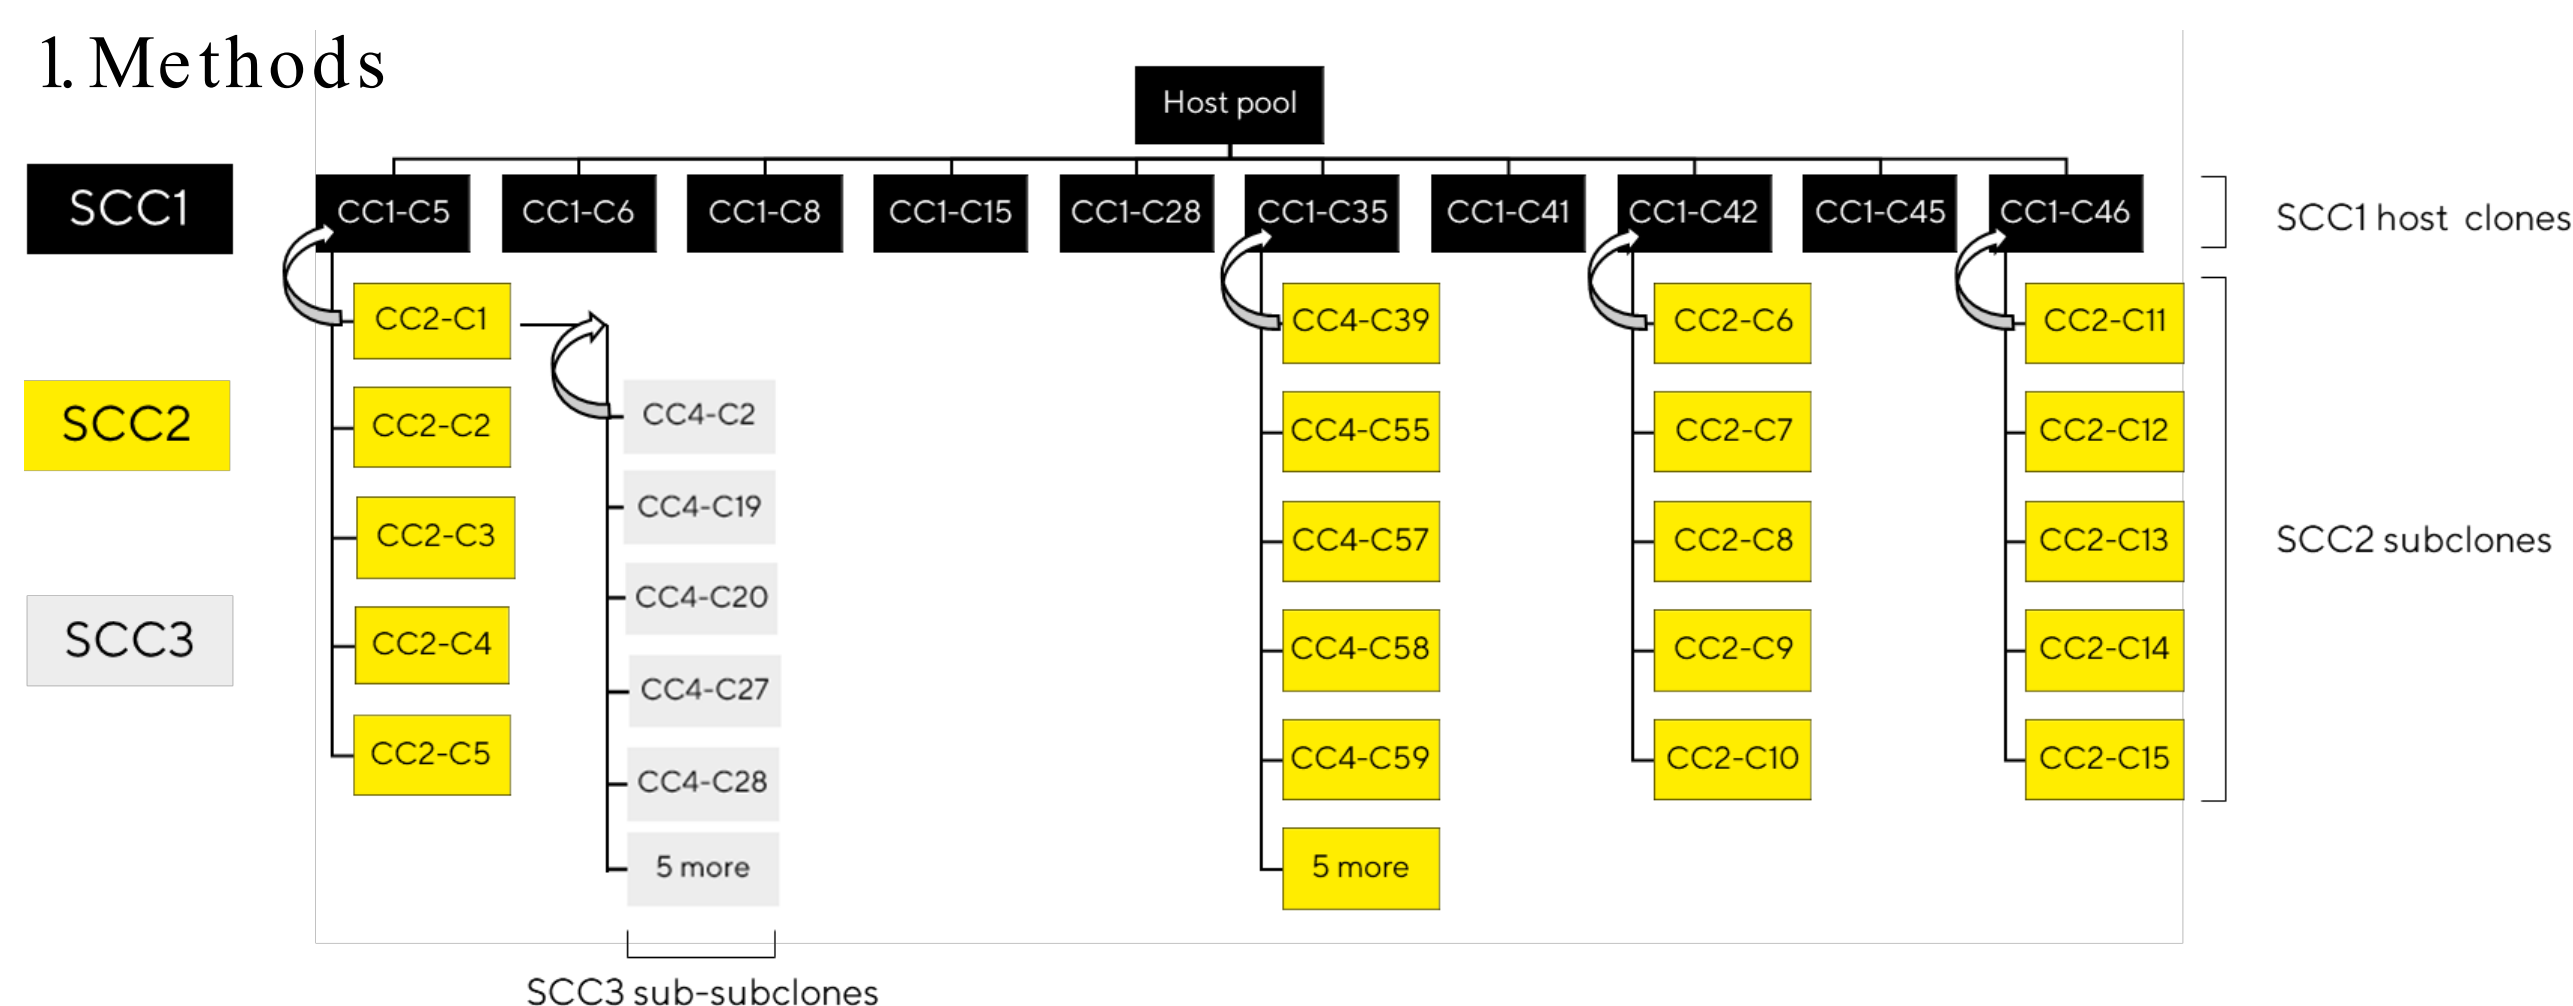 1. Methods
Host pool
SCC1
CC1-C5
CC1-C6
CC1-C8
CC1-C15
CC1-C28
CC1-C35
CC1-C41
CC1-C42
CC1-C45
CC1-C46
SCC1 host clones
CC2-C1
CC4-C39
CC2-C6
CC2-C11
SCC2
CC2-C2
CC4-C2
CC4-C55
CC2-C7
CC2-C12
CC4-C19
CC2-C3
CC4-C57
CC2-C8
CC2-C13
SCC2 subclones
CC4-C20
SCC3
CC2-C4
CC4-C58
CC2-C9
CC2-C14
CC4-C27
CC2-C5
CC4-C28
CC4-C59
CC2-C10
CC2-C15
5 more
5 more
SCC3 sub-subclones